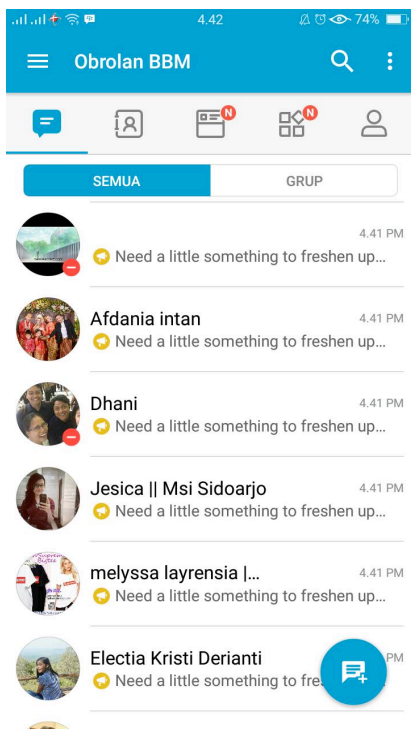 4.42
74%
Obrolan BBM
N
N
SEMUA
GRUP
4.41 PM
Need a little something to freshen up...
Afdania intan
4.41 PM
Need a little something to freshen up...
Dhani
4.41 PM
Need a little something to freshen up...
Jesica || Msi Sidoarjo
4.41 PM
Need a little something to freshen up...
melyssa layrensia |...
4.41 PM
Need a little something to freshen up...
Electia Kristi Derianti
PM
Need a little something to fre